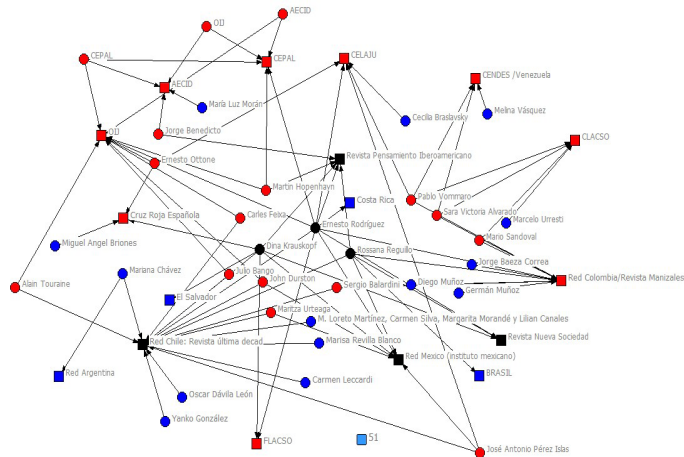 AECID
OIJ
CEPAL
CEPAL
CELAJU
AECID
CENDES /Venezuela
María Luz Morán
Melina Vásquez
Cecilia Braslavsky
OIJ
Jorge Benedicto
CLACSO
Revista Pensamiento Iberoamericano
Ernesto Ottone
Martin Hopenhayn
Pablo Vommaro
Costa Rica
Carles Feixa
Cruz Roja Española
Sara Victoria Alvarado
Marcelo Urresti
Ernesto Rodríguez
Mario Sandoval
Miguel Angel Briones
Dina Krauskopf
Rossana Reguillo
Jorge Baeza Correa
Mariana Chávez
Julio Bango
John Durston
Red Colombia/Revista Manizales
Alain Touraine
Sergio Balardini
Diego Muñoz
Germán Muñoz
El Salvador
Maritza Urteaga
M. Loreto Martínez, Carmen Silva, Margarita Morandé y Lilian Canales
Red Chile: Revista última decad
Marisa Revilla Blanco
Revista Nueva Sociedad
Red Mexico (instituto mexicano)
Red Argentina
BRASIL
Carmen Leccardi
Oscar Dávila León
Yanko González
FLACSO
51
José Antonio Pérez Islas